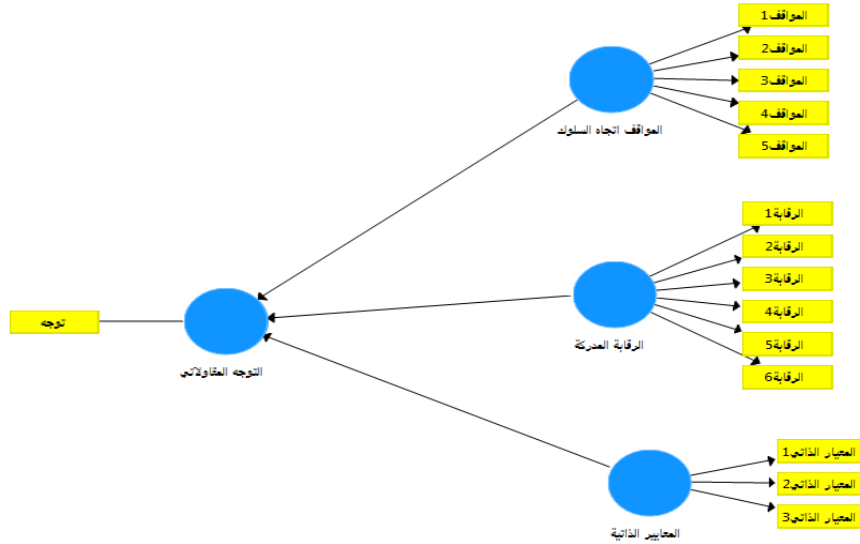 المواقف1
المواقف2
المواقف3
المواقف4
المواقف5
المواقف اتجاه السلوك
الرقابة1
الرقابة2
الرقابة3
الرقابة4
الرقابة5
الرقابة6
الرقابة المدركة
توجه
التوجه المقاولاتي
المعيار الذاتي1
المعيار الذاتي2
المعيار الذاتي3
المعايير الذاتية